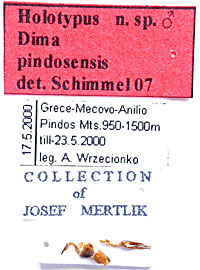 Holotypus n. sp. ♂
Dima
pindosensis
det. Schimmel 07
17.5.2000
Grece-Mecovo-Anilio
Pindos Mts.950-1500m
till-23.5.2000
leg. A. Wrzecionko
COLLECTION
of
JOSEF MERTLIK